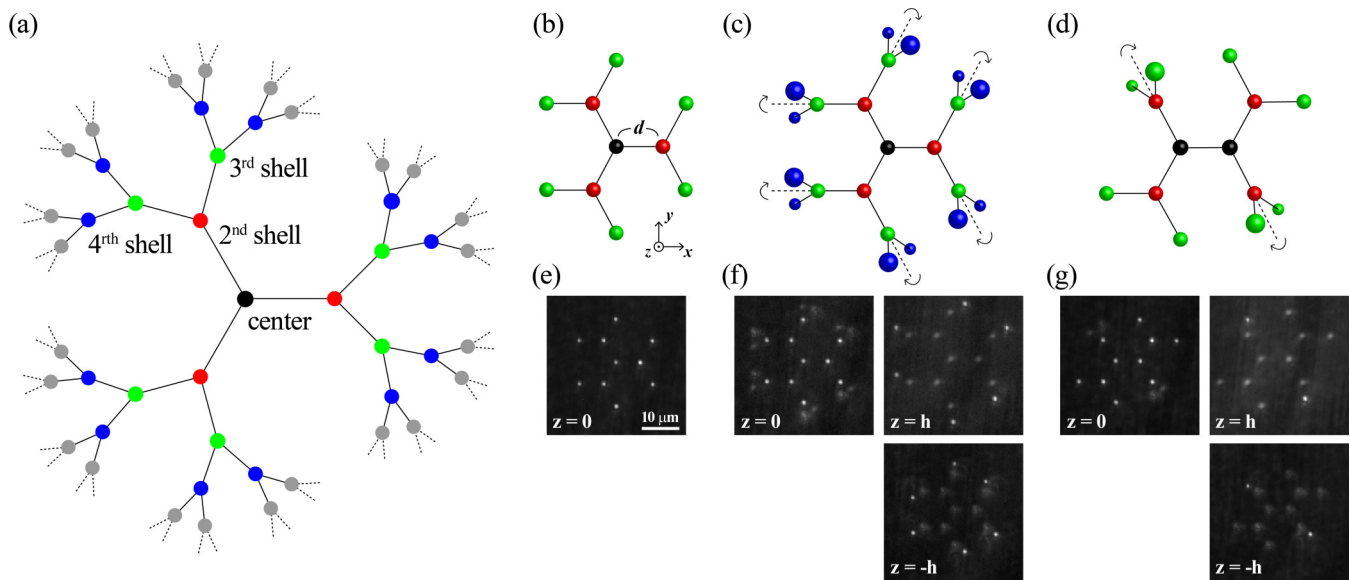 (a)
(b)
(c)
(d)
3rd shell
2nd shell
4rth shell
center
d
y
z
x
(e)
(f)
(g)
z = 0
10 μm
z = 0
z = h
z = 0
z = h
z = -h
z = -h